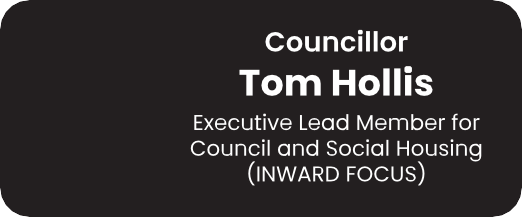 Councillor
Tom Hollis
Executive Lead Member for
Council and Social Housing
(INWARD FOCUS)